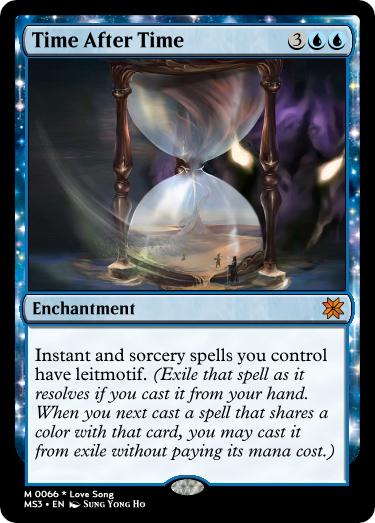 Time After Time 3
Enchantment
Instant and sorcery spells you control
have leitmotif. (Exile that spell as it
resolves if you cast it from your hand.
When you next cast a spell that shares a
color with that card, you may cast it
from exile without paying its mana cost.)
M 0066 * Love Song
MS3 • EN Sung Yong Ho